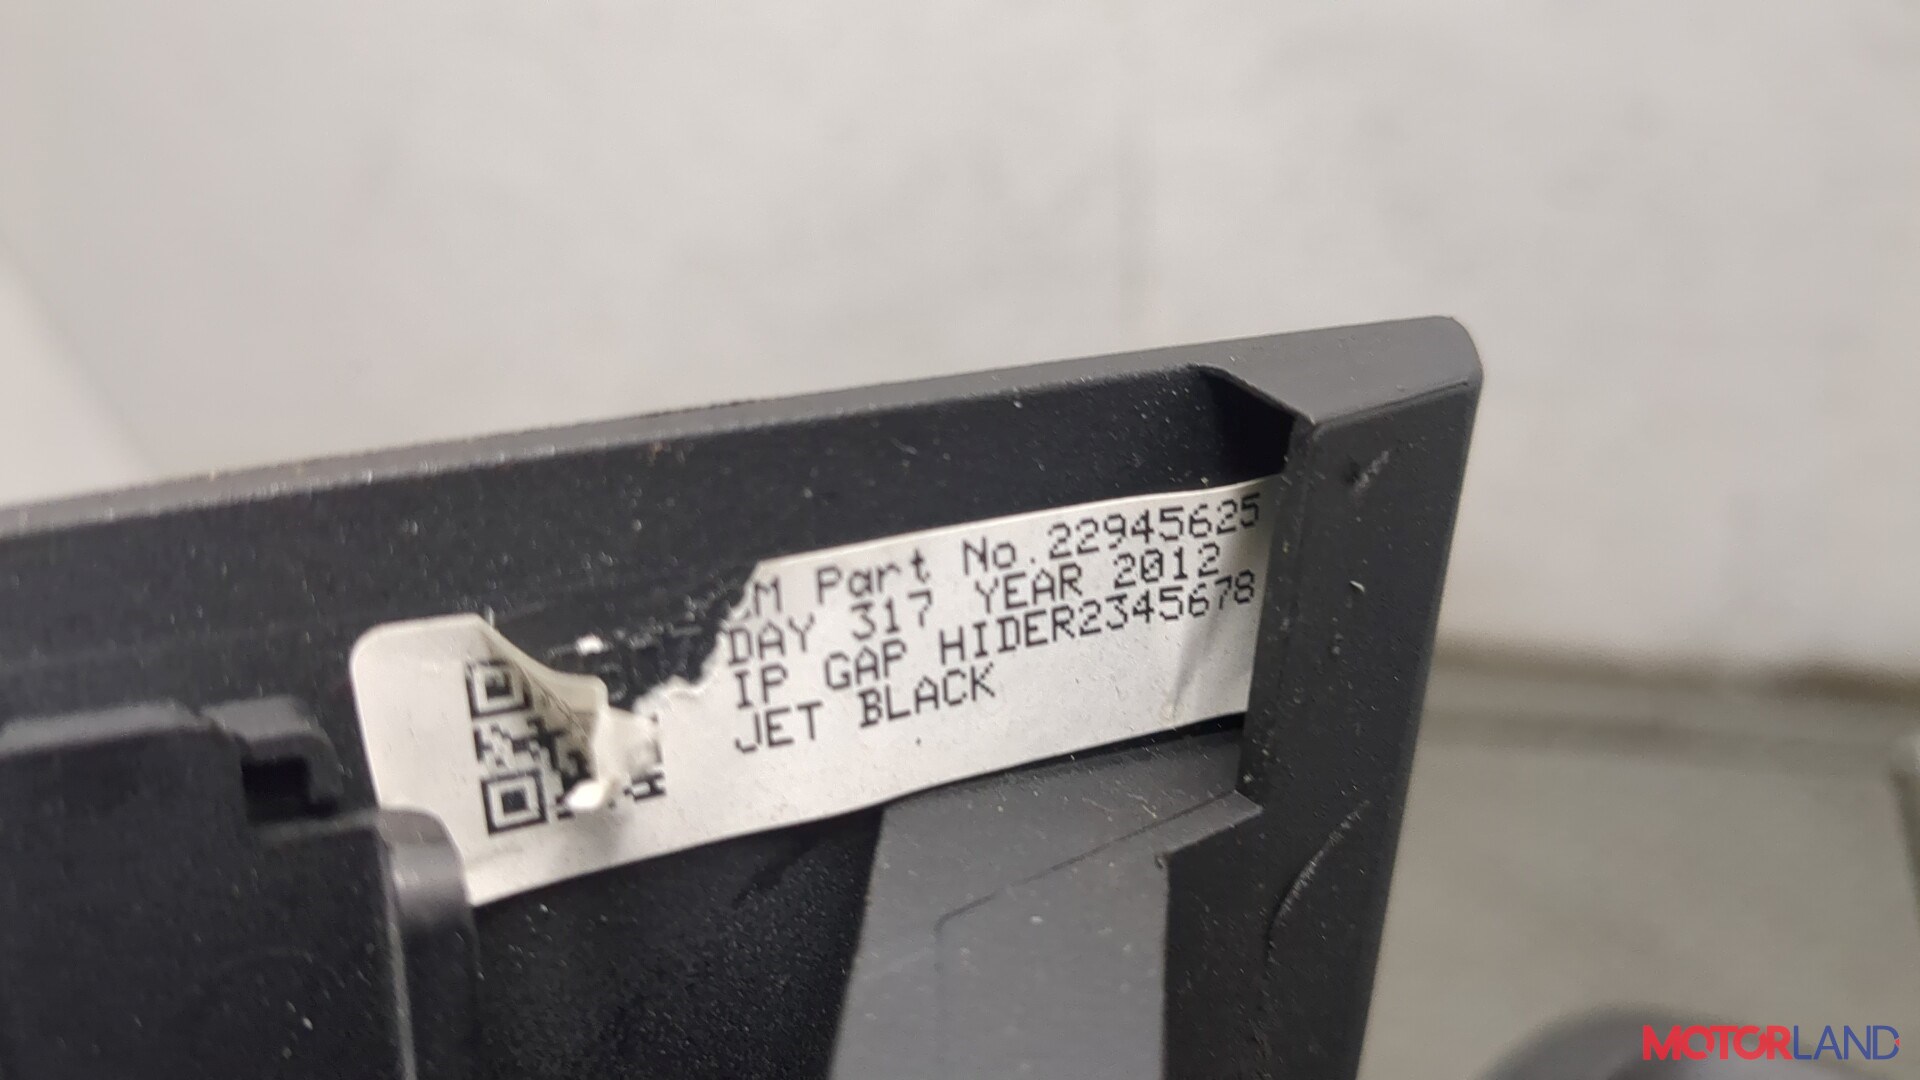 Part No.22945625
DAY 317 YEAR 2012
IP GAP HIDER2345678
JET BLACK
MOTORLAND